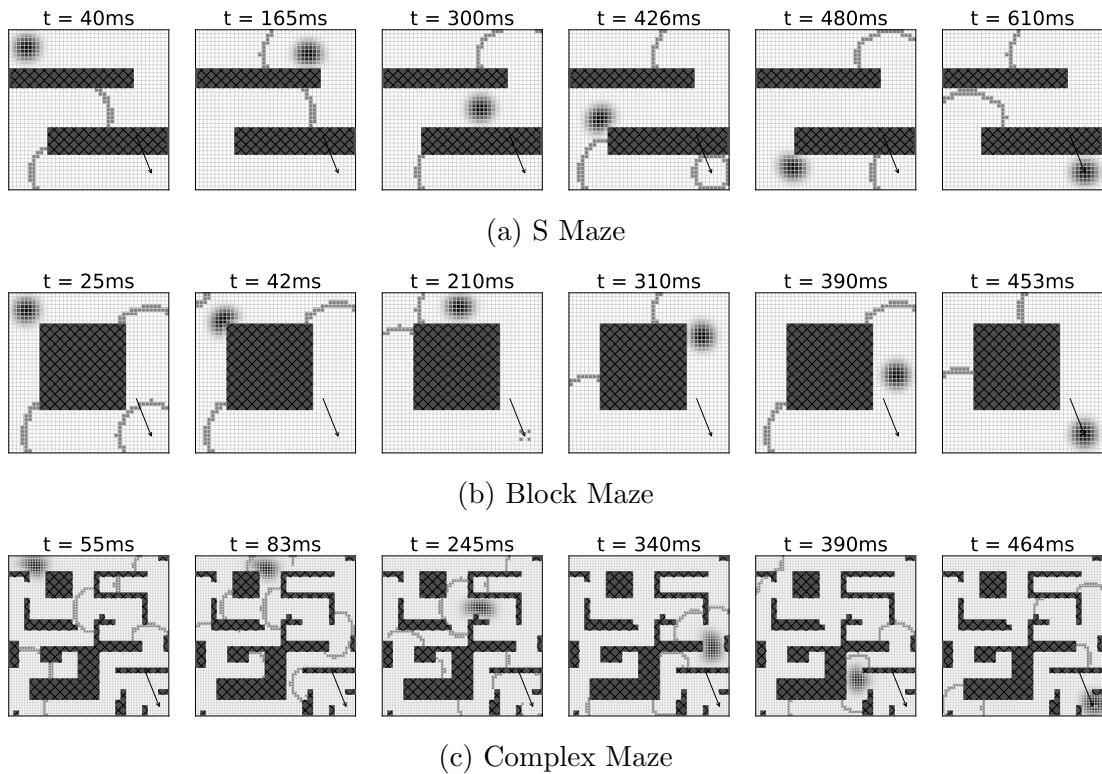 t = 40ms t = 165ms t = 300ms t = 426ms t = 480ms t = 610ms
(a) S Maze
t = 25ms t = 42ms t = 210ms t = 310ms t = 390ms t = 453ms
(b) Block Maze
t = 55ms t = 83ms t = 245ms t = 340ms t = 390ms t = 464ms
(c) Complex Maze